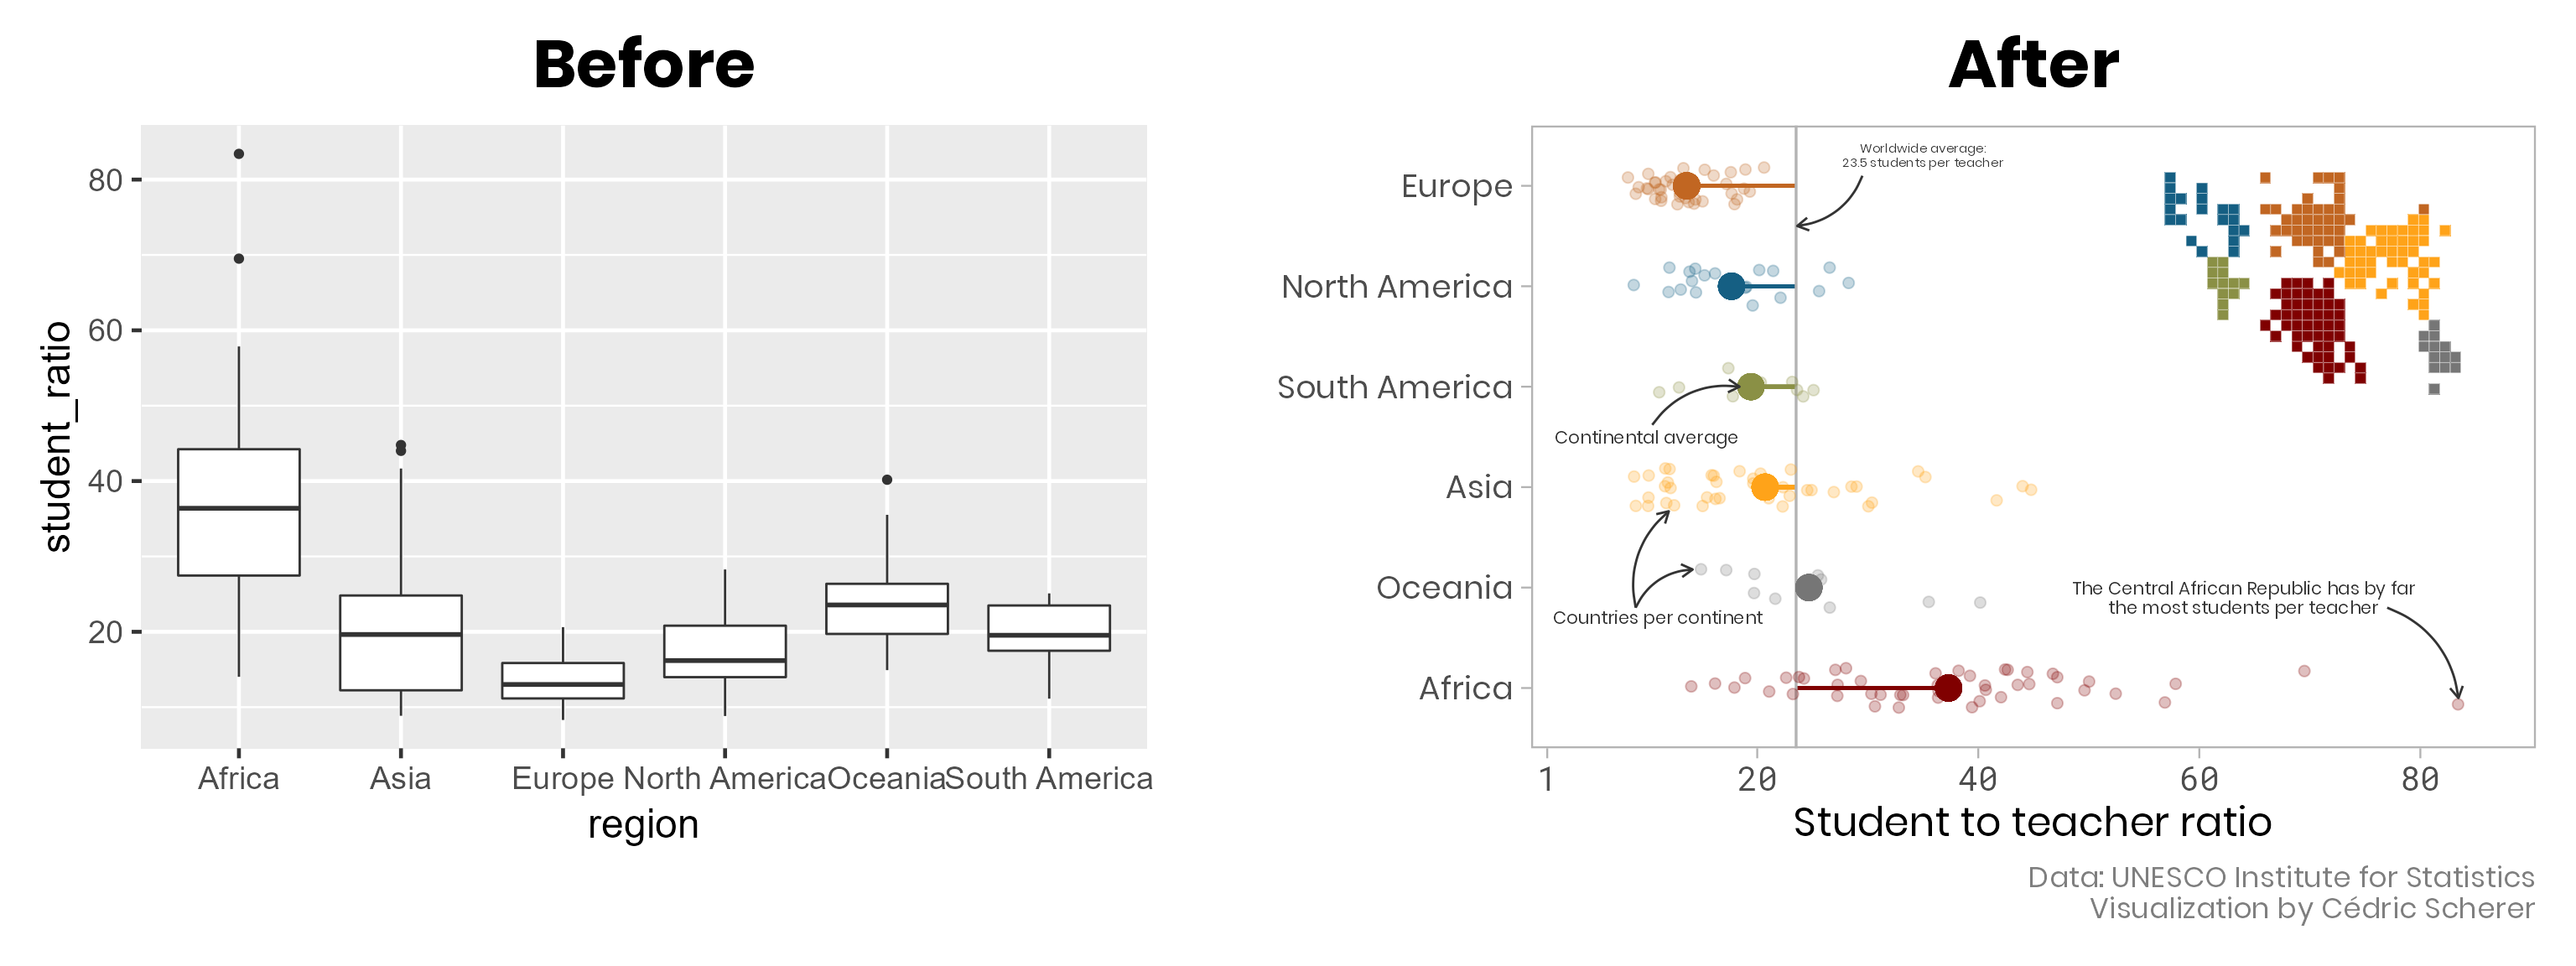 Before
student_ratio
80
60
40
20
Africa
Asia
Europe
North America
Oceania
South America
region
After
Europe
North America
South America
Asia
Oceania
Africa
Worldwide average:
23.5 students per teacher
Continental average
Countries per continent
The Central African Republic has by far
the most students per teacher
1
20
40
60
80
Student to teacher ratio
Data: UNESCO Institute for Statistics
Visualization by Cédric Scherer